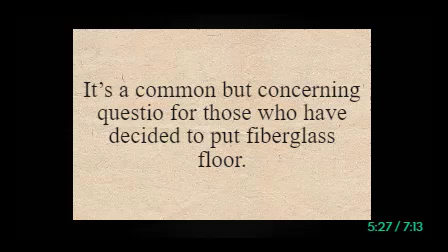 It's a common but concerning
questio for those who have
decided to put fiberglass
floor.
5:27 / 7:13